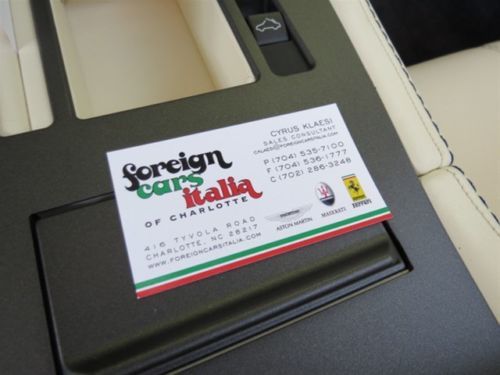 foreign
cars
italia
OF CHARLOTTE
416 TYVOLA ROAD
CHARLOTTE, NC 28217
WWW.FOREIGNCARSITALIA.COM
CYRUS KLAESI
SALES CONSULTANT
P (704) 535-7100
F (704) 536-1777
C (702) 286-3248
ASTON MARTIN
MASERATI
Ferrari